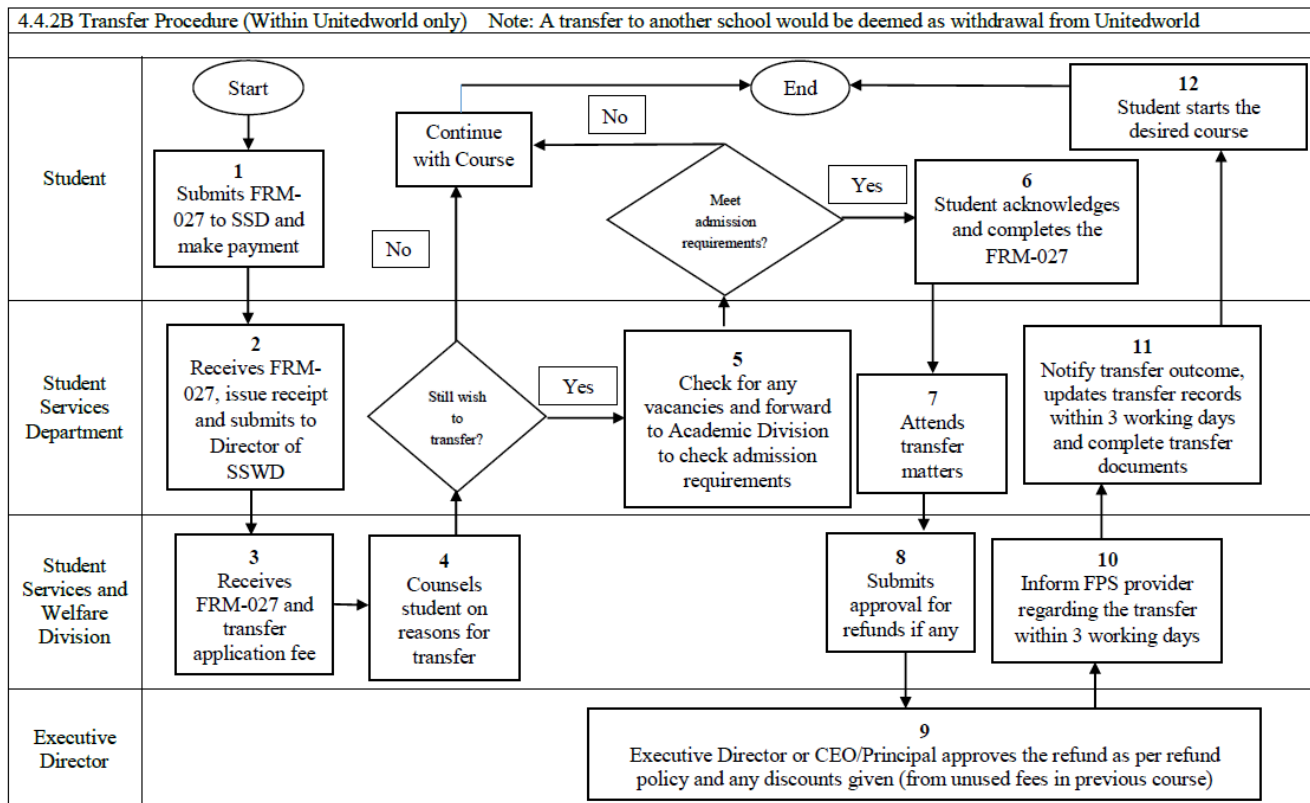 4.4.2B Transfer Procedure (Within Unitedworld only)    Note: A transfer to another school would be deemed as withdrawal from Unitedworld
Student
Start
End
1
Submits FRM-
027 to SSD and
make payment
Continue
with Course
No
No
Meet
admission
requirements?
Yes
6
Student acknowledges
and completes the
FRM-027
12
Student starts the
desired course
Student
Services
Department
2
Receives FRM-
027, issue receipt
and submits to
Director of
SSWD
Still wish
to
transfer?
Yes
5
Check for any
vacancies and forward
to Academic Division
to check admission
requirements
7
Attends
transfer
matters
11
Notify transfer outcome,
updates transfer records
within 3 working days
and complete transfer
documents
Student
Services and
Welfare
Division
3
Receives
FRM-027 and
transfer
application fee
4
Counsels
student on
reasons for
transfer
8
Submits
approval for
refunds if any
10
Inform FPS provider
regarding the transfer
within 3 working days
Executive
Director
9
Executive Director or CEO/Principal approves the refund as per refund
policy and any discounts given (from unused fees in previous course)